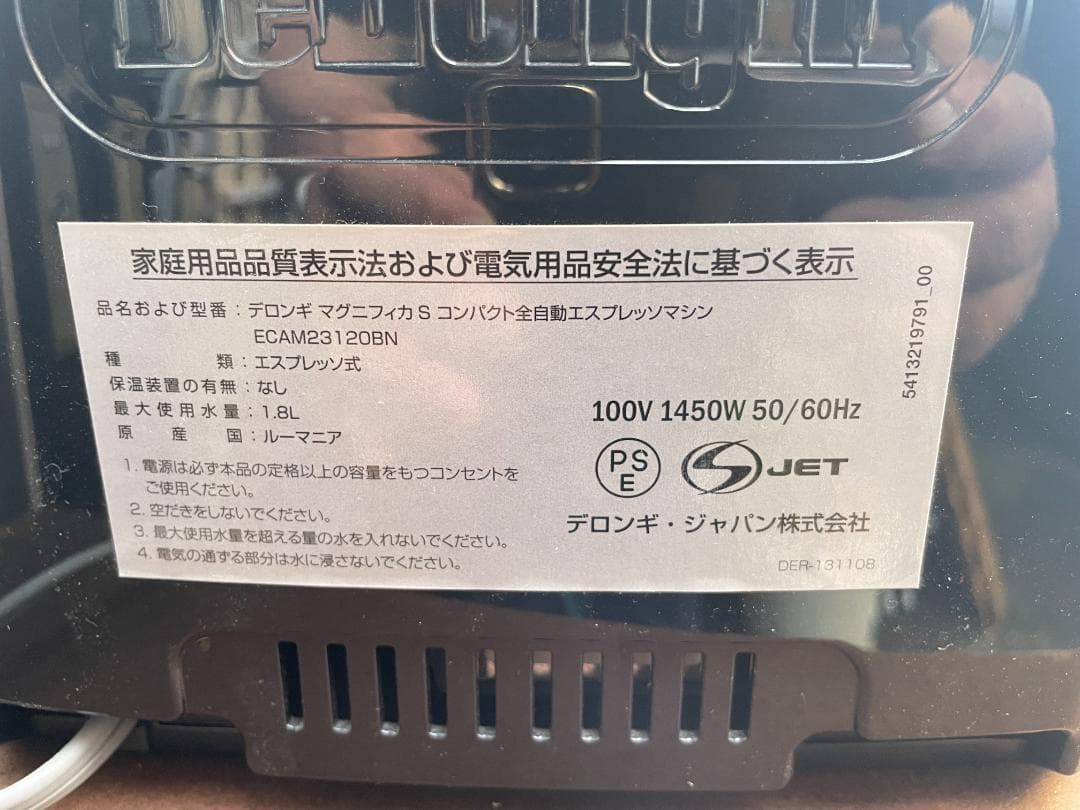 DeLonghi
家庭用品品質表示法および電気用品安全法に基づく表示
品名および型番：デロンギ マグニフィカ S コンパクト全自動エスプレッソマシン
ECAM23120BN
種類：エスプレッソ式
保温装置の有無：なし
最大使用水量：1.8L
原産国：ルーマニア
1. 電源は必ず本品の定格以上の容量をもつコンセントを
ご使用ください。
2. 空だきをしないでください。
3. 最大使用水量を超える量の水を入れないでください。
4. 電気の通ずる部分は水に浸さないでください。
100V 1450W 50/60Hz
PS
E
JET
デロンギ・ジャパン株式会社
DER-131108
5413219791_00